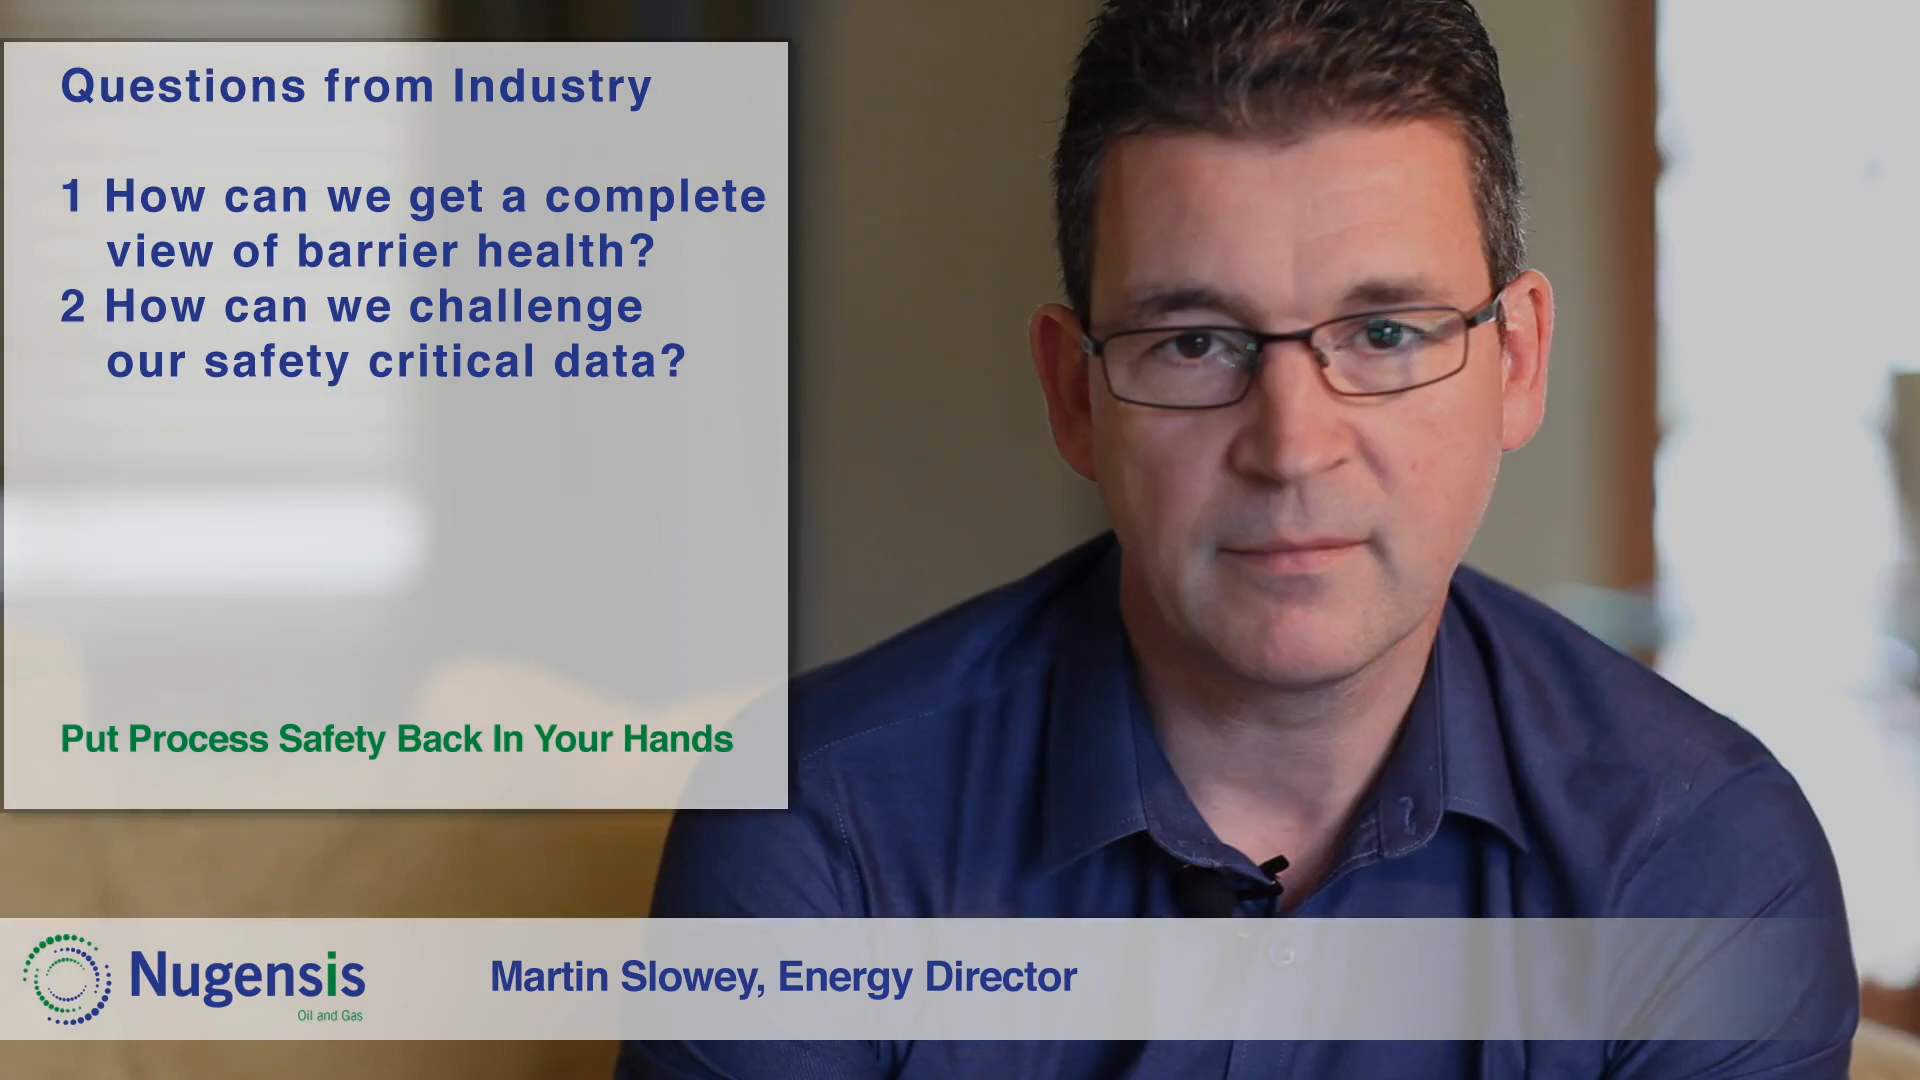 Questions from Industry
1 How can we get a complete
view of barrier health?
2 How can we challenge
our safety critical data?
Put Process Safety Back In Your Hands
Nugensis
Oil and Gas
Martin Slowey, Energy Director